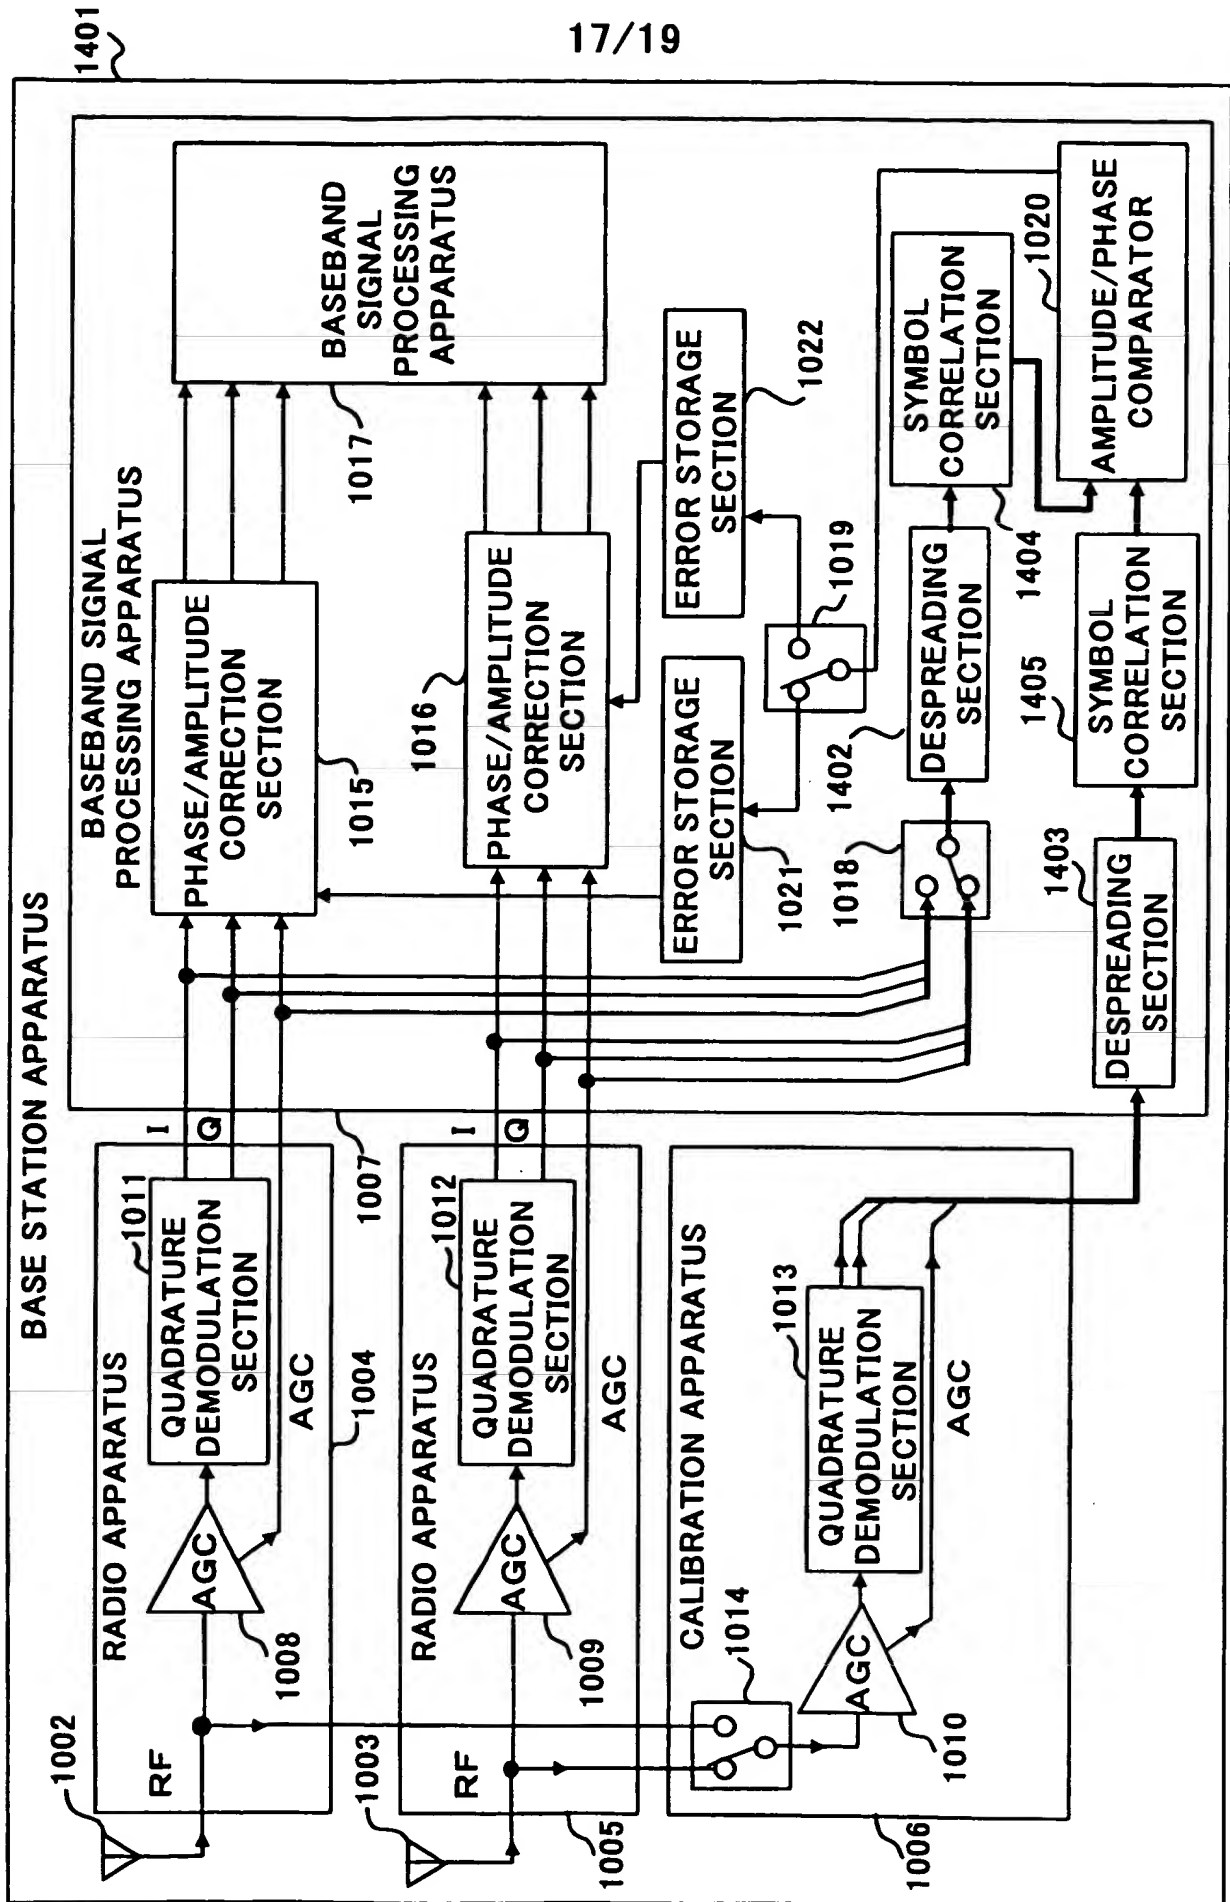 17/19
BASE STATION APPARATUS
1401
1002
RF
RADIO APPARATUS
AGC
1008
QUADRATURE
DEMODULATION
SECTION
1011
AGC
1004
I
Q
1007
BASEBAND SIGNAL
PROCESSING APPARATUS
PHASE/AMPLITUDE
CORRECTION
SECTION
1015
BASEBAND
SIGNAL
PROCESSING
APPARATUS
1017
1003
RF
1005
RADIO APPARATUS
AGC
1009
QUADRATURE
DEMODULATION
SECTION
1012
AGC
I
Q
1016
PHASE/AMPLITUDE
CORRECTION
SECTION
ERROR STORAGE
SECTION
1021
ERROR STORAGE
SECTION
1022
1019
1006
CALIBRATION APPARATUS
1014
AGC
1010
QUADRATURE
DEMODULATION
SECTION
1013
AGC
1018
1402
DESPREADING
SECTION
SYMBOL
CORRELATION
SECTION
1404
1403
DESPREADING
SECTION
1405
SYMBOL
CORRELATION
SECTION
1020
AMPLITUDE/PHASE
COMPARATOR